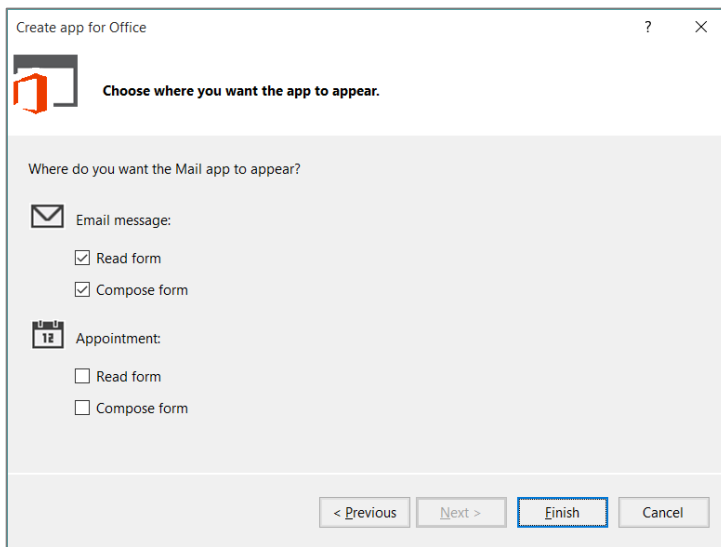 Create app for Office
?
Choose where you want the app to appear.
Where do you want the Mail app to appear?
Email message:
Read form
Compose form
12
Appointment:
Read form
Compose form
< Previous
Next >
Finish
Cancel